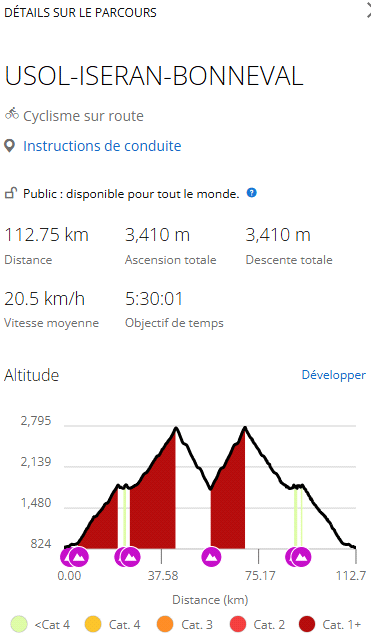 DÉTAILS SUR LE PARCOURS
USOL-ISERAN-BONNEVAL
Cyclisme sur route
Instructions de conduite
Public : disponible pour tout le monde. ?
112.75 km 3,410 m 3,410 m
Distance Ascension totale Descente totale
20.5 km/h 5:30:01
Vitesse moyenne Objectif de temps
Altitude Développer
2,795
2,139
1,480
824
0.00 37.58 75.17 112.7
Distance (km)
<Cat 4 Cat. 4 Cat. 3 Cat. 2 Cat. 1+